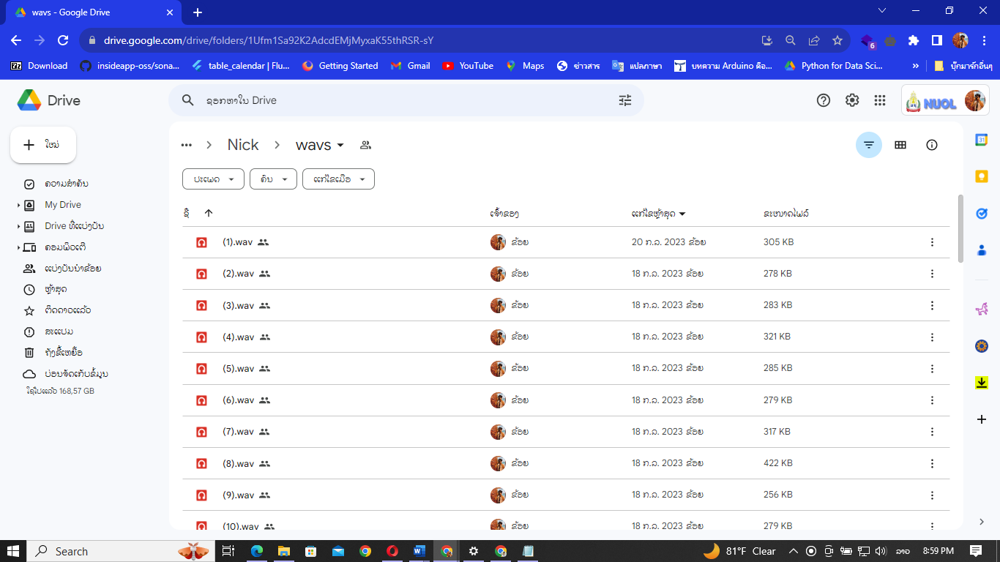 wavs - Google Drive
drive.google.com/drive/folders/1Ufm1Sa92K2AdcdEMjMyxaK55thRSR-sY
6
Download insideapp-oss/sona... table_calendar | Flu... Getting Started Gmail YouTube Maps ຂ່າວສານ ແปลภาษา บทความ Arduino คือ... Python for Data Sci... » บุ๊กมาร์กอื่นๆ
Drive
ຊອກຫາໃນ Drive
NUOL
ໃໝ່
Nick wavs
ປະເພດ ຄົນ ແກ້ໄຂເມື່ອ
ຄວາມສຳຄັນ
My Drive
Drive ທີ່ແບ່ງປັນ
ຄອມພິວເຕີ
ແບ່ງປັນນຳຂ້ອຍ
ຫຼ້າສຸດ
ຕິດດາວແລ້ວ
ສະແປມ
ຖັງຂີ້ເຫຍື້ອ
ບ່ອນຈັດເກັບຂໍ້ມູນ
ໃຊ້ໄປແລ້ວ 168,57 GB
ຊື່ ເຈົ້າຂອງ ແກ້ໄຂຫຼ້າສຸດ ຂະໜາດໄຟລ໌
(1).wav ຂ້ອຍ 20 ກ.ລ. 2023 ຂ້ອຍ 305 KB
(2).wav ຂ້ອຍ 18 ກ.ລ. 2023 ຂ້ອຍ 278 KB
(3).wav ຂ້ອຍ 18 ກ.ລ. 2023 ຂ້ອຍ 283 KB
(4).wav ຂ້ອຍ 18 ກ.ລ. 2023 ຂ້ອຍ 321 KB
(5).wav ຂ້ອຍ 18 ກ.ລ. 2023 ຂ້ອຍ 285 KB
(6).wav ຂ້ອຍ 18 ກ.ລ. 2023 ຂ້ອຍ 279 KB
(7).wav ຂ້ອຍ 18 ກ.ລ. 2023 ຂ້ອຍ 317 KB
(8).wav ຂ້ອຍ 18 ກ.ລ. 2023 ຂ້ອຍ 422 KB
(9).wav ຂ້ອຍ 18 ກ.ລ. 2023 ຂ້ອຍ 256 KB
(10).wav ຂ້ອຍ 18 ກ.ລ. 2023 ຂ້ອຍ 279 KB
Search
81°F Clear
ລາວ
8:59 PM